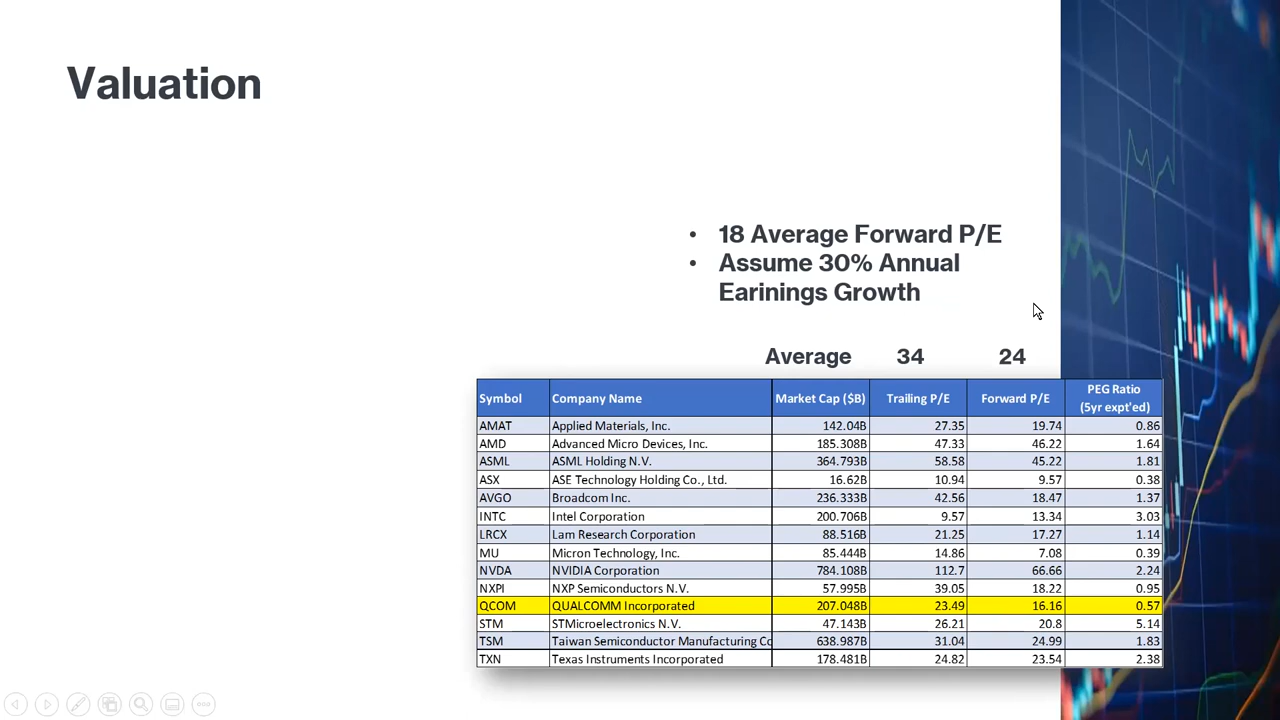 Valuation
• 18 Average Forward P/E
• Assume 30% Annual
Earinings Growth
Average 34 24
Symbol Company Name Market Cap ($B) Trailing P/E Forward P/E PEG Ratio (5yr expt'ed)
AMAT Applied Materials, Inc. 142.04B 27.35 19.74 0.86
AMD Advanced Micro Devices, Inc. 185.308B 47.33 46.22 1.64
ASML ASML Holding N.V. 364.793B 58.58 45.22 1.81
ASX ASE Technology Holding Co., Ltd. 16.62B 10.94 9.57 0.38
AVGO Broadcom Inc. 236.333B 42.56 18.47 1.37
INTC Intel Corporation 200.706B 9.57 13.34 3.03
LRCX Lam Research Corporation 88.516B 21.25 17.27 1.14
MU Micron Technology, Inc. 85.444B 14.86 7.08 0.39
NVDA NVIDIA Corporation 784.108B 112.7 66.66 2.24
NXPI NXP Semiconductors N.V. 57.995B 39.05 18.22 0.95
QCOM QUALCOMM Incorporated 207.048B 23.49 16.16 0.57
STM STMicroelectronics N.V. 47.143B 26.21 20.8 5.14
TSM Taiwan Semiconductor Manufacturing Co 638.987B 31.04 24.99 1.83
TXN Texas Instruments Incorporated 178.481B 24.82 23.54 2.38